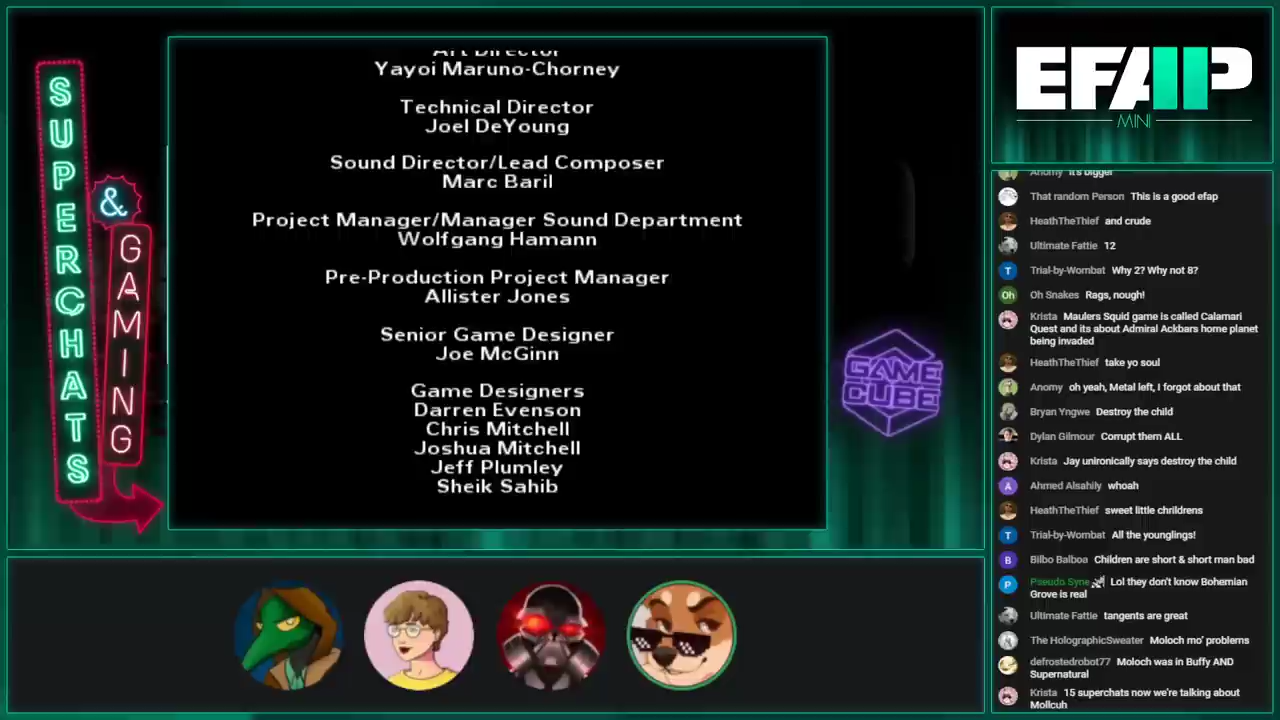 SUPERCHATS
&
GAMING
Art Director
Yayoi Maruno-Chorney
Technical Director
Joel DeYoung
Sound Director/Lead Composer
Marc Baril
Project Manager/Manager Sound Department
Wolfgang Hamann
Pre-Production Project Manager
Allister Jones
Senior Game Designer
Joe McGinn
Game Designers
Darren Evenson
Chris Mitchell
Joshua Mitchell
Jeff Plumley
Sheik Sahib
GAME
CUBE
EFAP
MINI
Anomy It's bigger
That random Person This is a good efap
HeathTheThief and crude
Ultimate Fattie 12
T Trial-by-Wombat Why 2? Why not 8?
Oh Oh Snakes Rags, nough!
Krista Maulers Squid game is called Calamari
Quest and its about Admiral Ackbars home planet
being invaded
HeathTheThief take yo soul
Anomy oh yeah, Metal left, I forgot about that
Bryan Yngwe Destroy the child
Dylan Gilmour Corrupt them ALL
Krista Jay unironically says destroy the child
A Ahmed Alsahily whoah
HeathTheThief sweet little chrildrens
T Trial-by-Wombat All the younglings!
B Bilbo Balboa Children are short & short man bad
P Pseudo Syne Lol they don't know Bohemian
Grove is real
Ultimate Fattie tangents are great
The HolographicSweater Moloch mo' problems
defrostedrobot77 Moloch was in Buffy AND
Supernatural
Krista 15 superchats now we're talking about
Mollcuh